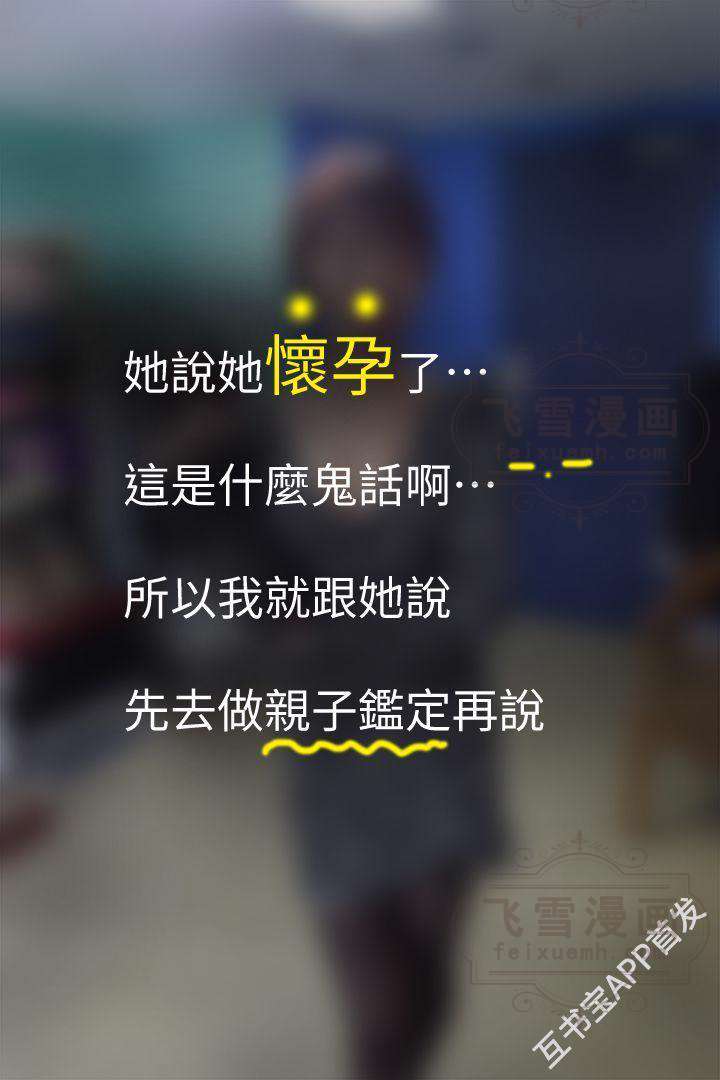 她說她懷孕了⋯
這是什麼鬼話啊⋯
所以我就跟她說
先去做親子鑑定再說
飞雪漫画
feixuemh.com
飞雪漫画
feixuemh.com
互书宝APP首发